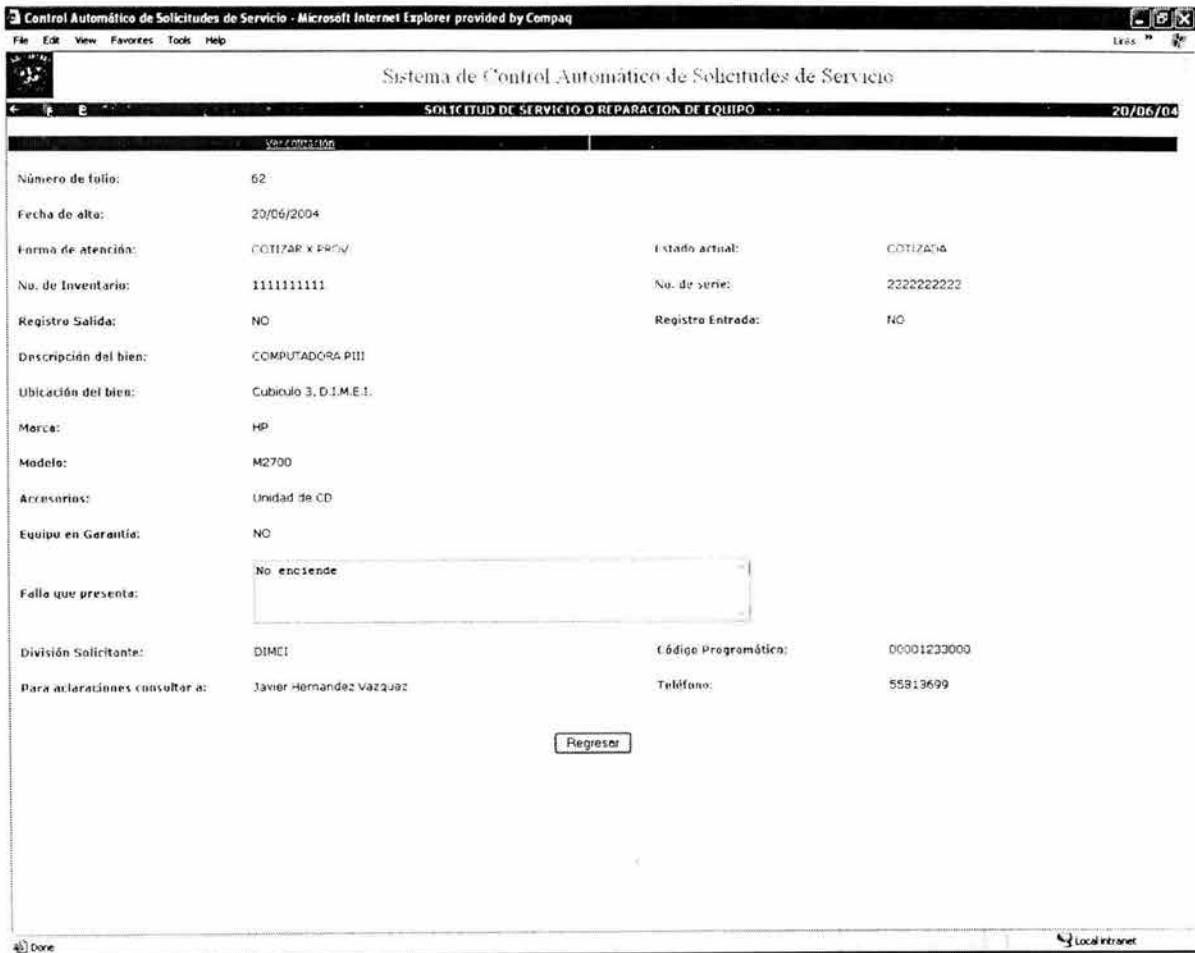 Control Automático de Solicitudes de Servicio - Microsoft Internet Explorer provided by Compaq
File Edit View Favorites Tools Help
Sistema de Control Automático de Solicitudes de Servicio
SOLICITUD DE SERVICIO O REPARACION DE EQUIPO 20/06/04
Ver cotización
Número de folio: 62
Fecha de alta: 20/06/2004
Forma de atención: COTIZAR X PROV Estado actual: COTIZADA
No. de Inventario: 1111111111 No. de serie: 2222222222
Registro Salida: NO Registro Entrada: NO
Descripción del bien: COMPUTADORA PIII
Ubicación del bien: Cubiculo 3, D.I.M.E.I.
Marca: HP
Modelo: M2700
Accesorios: Unidad de CD
Equipo en Garantía: NO
Falla que presenta: No enciende
División Solicitante: DIMEI Código Programático: 00001233000
Para aclaraciones consultar a: Javier Hernandez Vazquez Teléfono: 55813699
Regresar
Done Local intranet